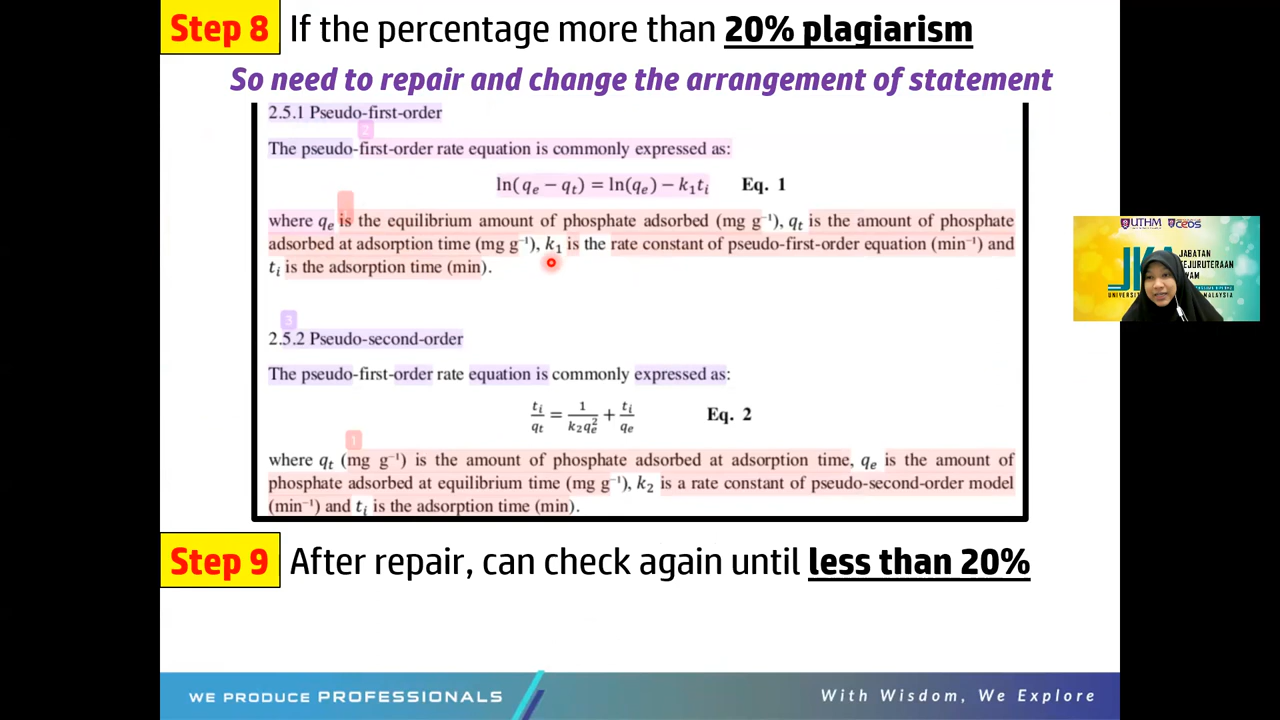 Step 8 If the percentage more than 20% plagiarism
So need to repair and change the arrangement of statement
2.5.1 Pseudo-first-order
2
The pseudo-first-order rate equation is commonly expressed as:
ln(qₑ − qₜ) = ln(qₑ) − k₁tᵢ Eq. 1
where qₑ is the equilibrium amount of phosphate adsorbed (mg g⁻¹), qₜ is the amount of phosphate
adsorbed at adsorption time (mg g⁻¹), k₁ is the rate constant of pseudo-first-order equation (min⁻¹) and
tᵢ is the adsorption time (min).
3
2.5.2 Pseudo-second-order
The pseudo-first-order rate equation is commonly expressed as:
tᵢ/qₜ = 1/k₂qₑ² + tᵢ/qₑ Eq. 2
1
where qₜ (mg g⁻¹) is the amount of phosphate adsorbed at adsorption time, qₑ is the amount of
phosphate adsorbed at equilibrium time (mg g⁻¹), k₂ is a rate constant of pseudo-second-order model
(min⁻¹) and tᵢ is the adsorption time (min).
Step 9 After repair, can check again until less than 20%
UTHM CEOS
JK
JABATAN
KEJURUTERAAN
WE PRODUCE PROFESSIONALS
With Wisdom, We Explore